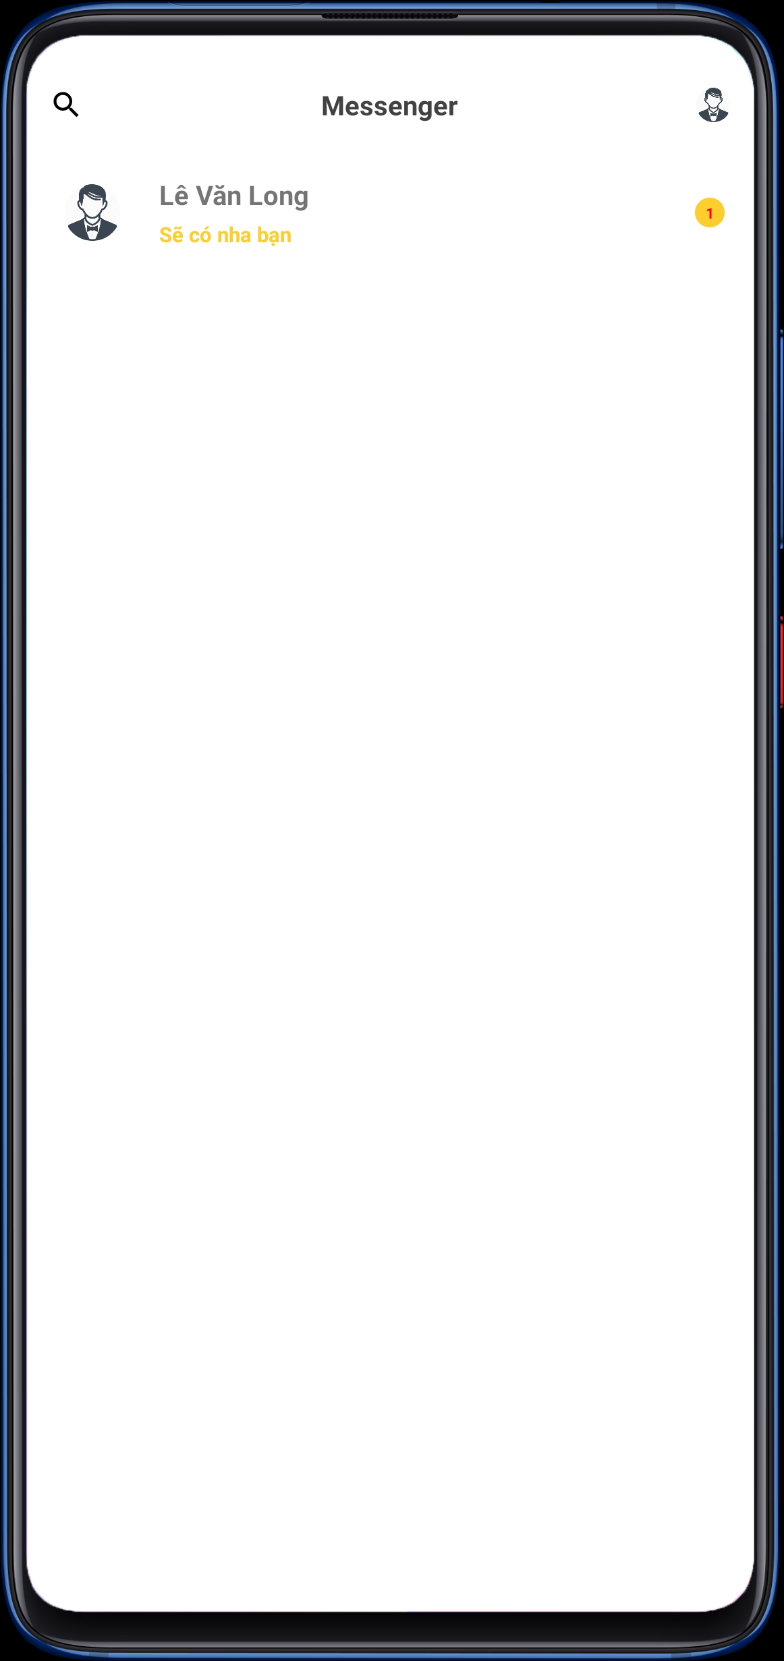 Messenger
Lê Văn Long
Sẽ có nha bạn
1